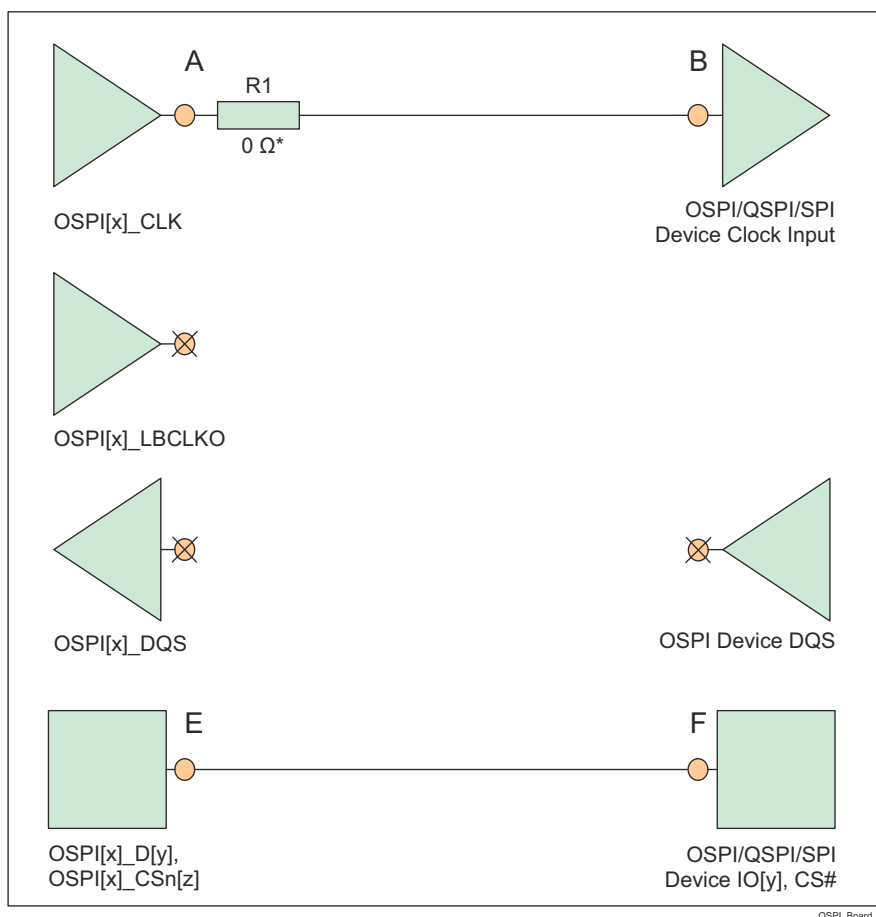 A
B
R1
0 Ω*
OSPI[x]_CLK
OSPI/QSPI/SPI
Device Clock Input
OSPI[x]_LBCLKO
OSPI[x]_DQS
OSPI Device DQS
E
F
OSPI[x]_D[y],
OSPI[x]_CSn[z]
OSPI/QSPI/SPI
Device IO[y], CS#
OSPI_Board